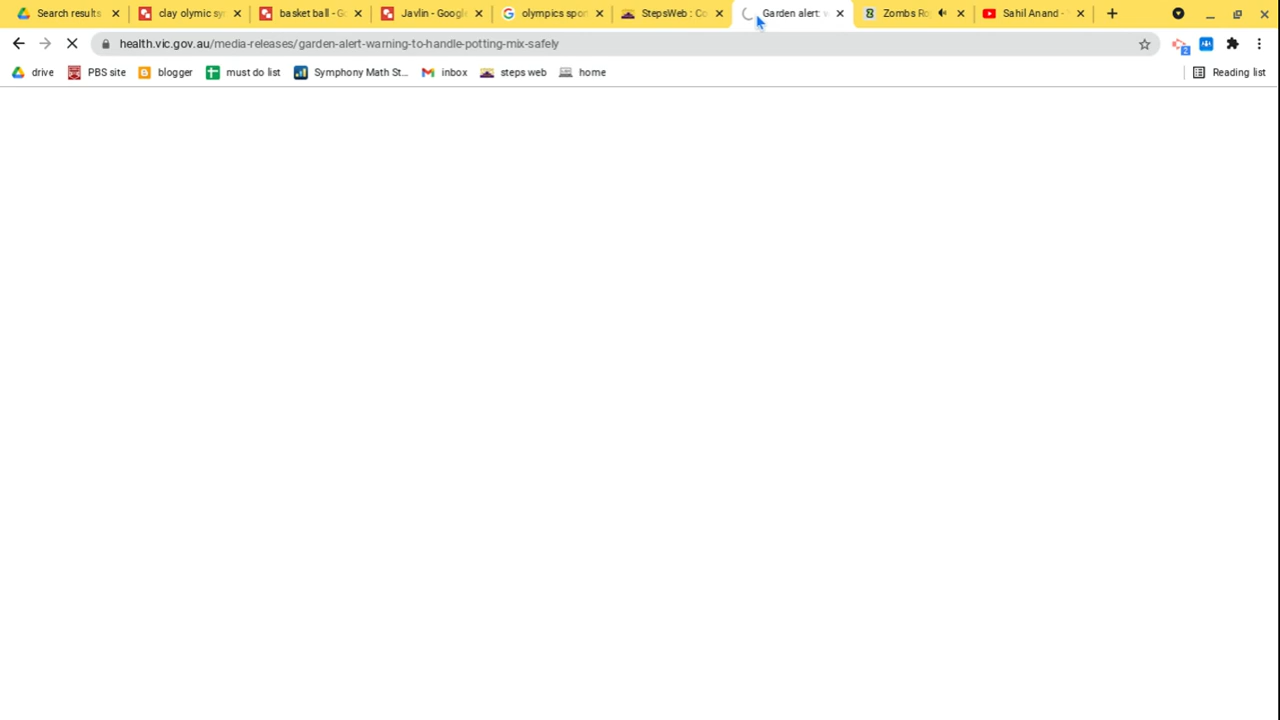 Search results clay olymic sy basket ball - G Javlin - Google olympics spor StepsWeb : Co Garden alert: w Zombs Ro Sahil Anand -
health.vic.gov.au/media-releases/garden-alert-warning-to-handle-potting-mix-safely
drive PBS site blogger must do list Symphony Math St... inbox steps web home Reading list